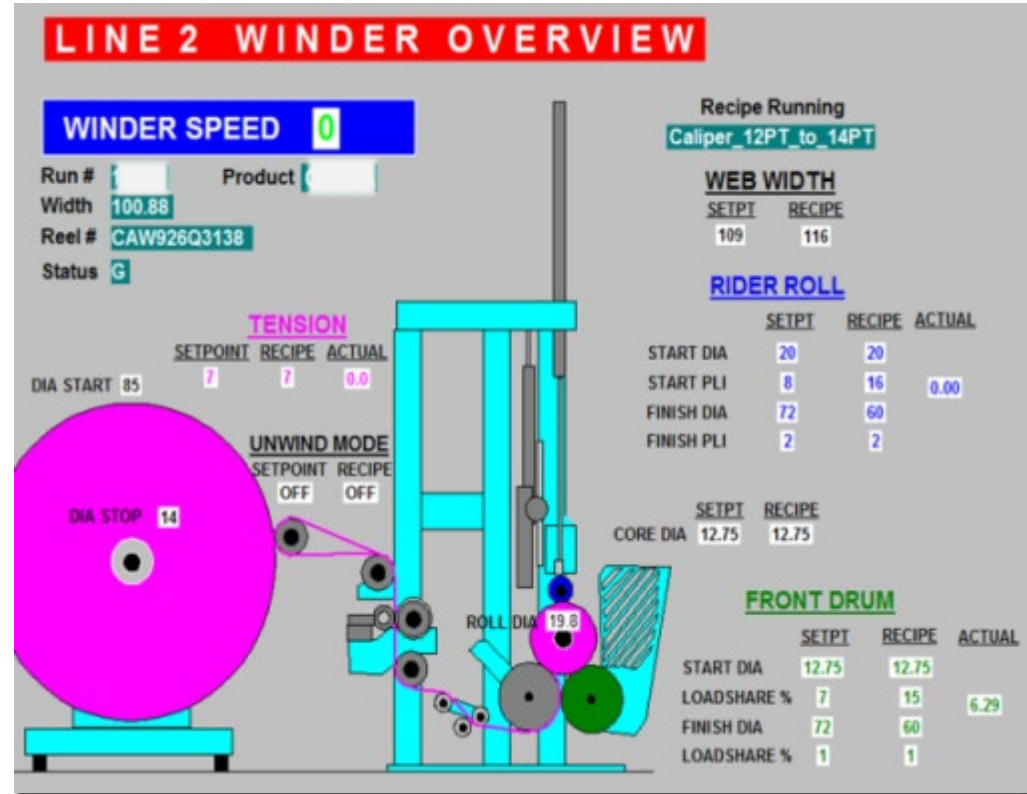 LINE 2 WINDER OVERVIEW
WINDER SPEED 0
Run # Product
Width 100.88
Reel # CAW926Q3138
Status G
Recipe Running
Caliper_12PT_to_14PT
WEB WIDTH
SETPT RECIPE
109 116
TENSION
SETPOINT RECIPE ACTUAL
7 7 0.0
DIA START 85
UNWIND MODE
SETPOINT RECIPE
OFF OFF
DIA STOP 14
ROLL DIA 19.8
RIDER ROLL
SETPT RECIPE ACTUAL
START DIA 20 20
START PLI 8 16 0.00
FINISH DIA 72 60
FINISH PLI 2 2
SETPT RECIPE
CORE DIA 12.75 12.75
FRONT DRUM
SETPT RECIPE ACTUAL
START DIA 12.75 12.75
LOADSHARE % 7 15 6.29
FINISH DIA 72 60
LOADSHARE % 1 1